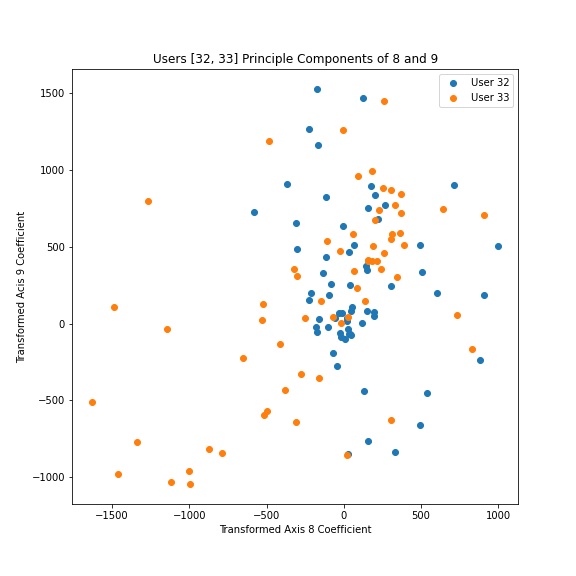 Users [32, 33] Principle Components of 8 and 9
User 32
User 33
Transformed Axis 9 Coefficient
1500
1000
500
0
−500
−1000
−1500
−1000
−500
0
500
1000
Transformed Axis 8 Coefficient